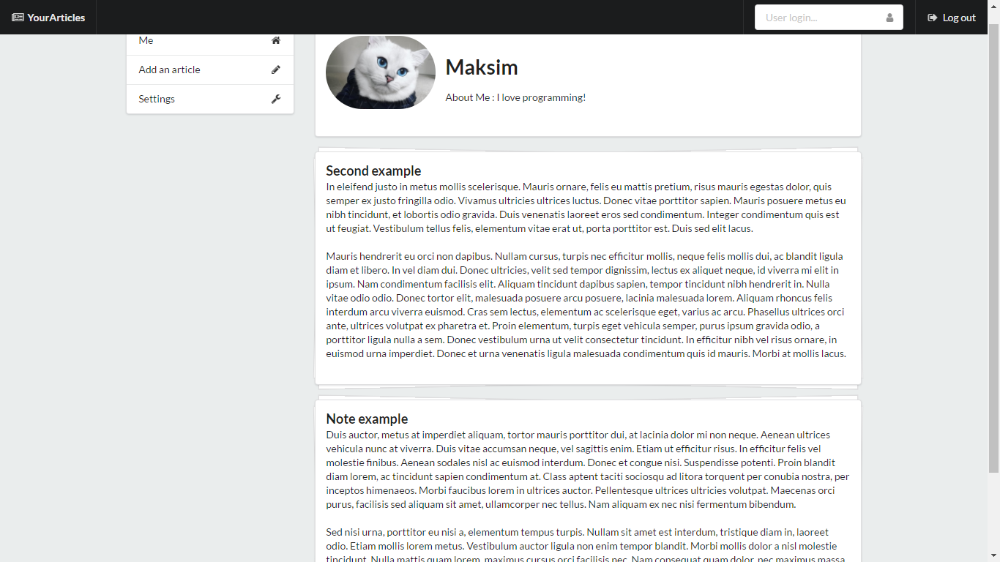 YourArticles
User login...
Log out
Me
Add an article
Settings
Maksim
About Me : I love programming!
Second example
In eleifend justo in metus mollis scelerisque. Mauris ornare, felis eu mattis pretium, risus mauris egestas dolor, quis
semper ex justo fringilla odio. Vivamus ultricies ultrices luctus. Donec vitae porttitor sapien. Mauris posuere metus eu
nibh tincidunt, et lobortis odio gravida. Duis venenatis laoreet eros sed condimentum. Integer condimentum quis est
ut feugiat. Vestibulum tellus felis, elementum vitae erat ut, porta porttitor est. Duis sed elit lacus.
Mauris hendrerit eu orci non dapibus. Nullam cursus, turpis nec efficitur mollis, neque felis mollis dui, ac blandit ligula
diam et libero. In vel diam dui. Donec ultricies, velit sed tempor dignissim, lectus ex aliquet neque, id viverra mi elit in
ipsum. Nam condimentum facilisis elit. Aliquam tincidunt dapibus sapien, tempor tincidunt nibh hendrerit in. Nulla
vitae odio odio. Donec tortor elit, malesuada posuere arcu posuere, lacinia malesuada lorem. Aliquam rhoncus felis
interdum arcu viverra euismod. Cras sem lectus, elementum ac scelerisque eget, varius ac arcu. Phasellus ultrices orci
ante, ultrices volutpat ex pharetra et. Proin elementum, turpis eget vehicula semper, purus ipsum gravida odio, a
porttitor ligula nulla a sem. Donec vestibulum urna ut velit consectetur tincidunt. In efficitur nibh vel risus ornare, in
euismod urna imperdiet. Donec et urna venenatis ligula malesuada condimentum quis id mauris. Morbi at mollis lacus.
Note example
Duis auctor, metus at imperdiet aliquam, tortor mauris porttitor dui, at lacinia dolor mi non neque. Aenean ultrices
vehicula nunc at viverra. Duis vitae accumsan neque, vel sagittis enim. Etiam ut efficitur risus. In efficitur felis vel
molestie finibus. Aenean sodales nisl ac euismod interdum. Donec et congue nisi. Suspendisse potenti. Proin blandit
diam lorem, ac tincidunt sapien condimentum at. Class aptent taciti sociosqu ad litora torquent per conubia nostra, per
inceptos himenaeos. Morbi faucibus lorem in ultrices auctor. Pellentesque ultrices ultricies volutpat. Maecenas orci
purus, facilisis sed aliquam sit amet, ullamcorper nec tellus. Nam aliquam ex nec nisi fermentum bibendum.
Sed nisi urna, porttitor eu nisi a, elementum tempus turpis. Nullam sit amet est interdum, tristique diam in, laoreet
odio. Etiam mollis lorem metus. Vestibulum auctor ligula non enim tempor blandit. Morbi mollis dolor a nisl molestie
tincidunt. Nulla mattis quam lorem, maximus cursus orci facilisis nec. Nam consequat quam dolor, nec maximus massa